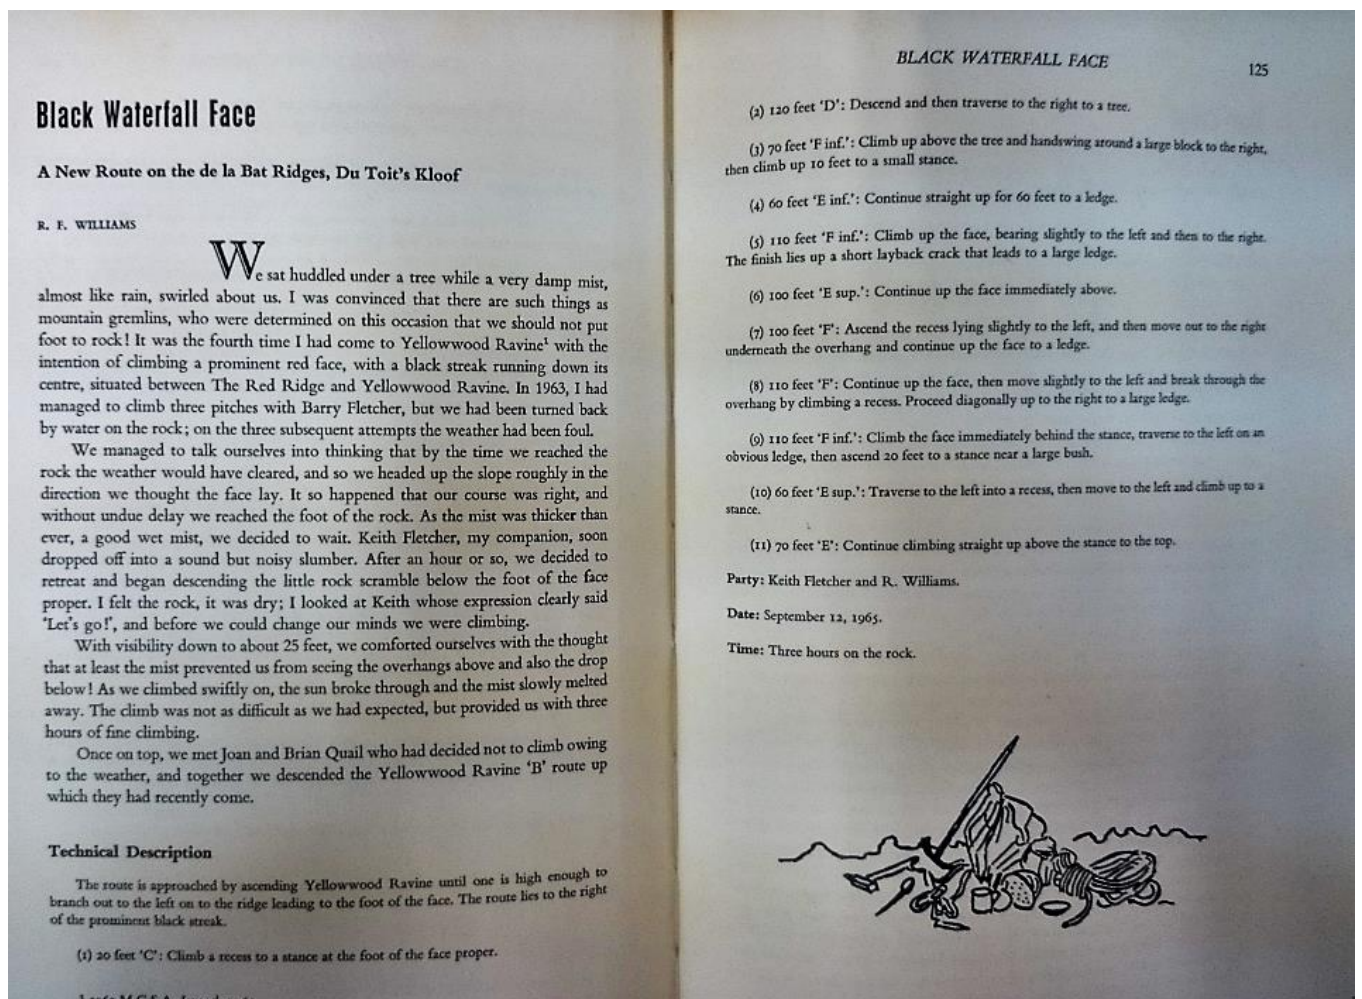 Black Waterfall Face
A New Route on the de la Bat Ridges, Du Toit's Kloof
R. F. WILLIAMS
We sat huddled under a tree while a very damp mist,
almost like rain, swirled about us. I was convinced that there are such things as
mountain gremlins, who were determined on this occasion that we should not put
foot to rock! It was the fourth time I had come to Yellowwood Ravine¹ with the
intention of climbing a prominent red face, with a black streak running down its
centre, situated between The Red Ridge and Yellowwood Ravine. In 1963, I had
managed to climb three pitches with Barry Fletcher, but we had been turned back
by water on the rock; on the three subsequent attempts the weather had been foul.
We managed to talk ourselves into thinking that by the time we reached the
rock the weather would have cleared, and so we headed up the slope roughly in the
direction we thought the face lay. It so happened that our course was right, and
without undue delay we reached the foot of the rock. As the mist was thicker than
ever, a good wet mist, we decided to wait. Keith Fletcher, my companion, soon
dropped off into a sound but noisy slumber. After an hour or so, we decided to
retreat and began descending the little rock scramble below the foot of the face
proper. I felt the rock, it was dry; I looked at Keith whose expression clearly said
'Let's go!', and before we could change our minds we were climbing.
With visibility down to about 25 feet, we comforted ourselves with the thought
that at least the mist prevented us from seeing the overhangs above and also the drop
below! As we climbed swiftly on, the sun broke through and the mist slowly melted
away. The climb was not as difficult as we had expected, but provided us with three
hours of fine climbing.
Once on top, we met Joan and Brian Quail who had decided not to climb owing
to the weather, and together we descended the Yellowwood Ravine 'B' route up
which they had recently come.
Technical Description
The route is approached by ascending Yellowwood Ravine until one is high enough to
branch out to the left on to the ridge leading to the foot of the face. The route lies to the right
of the prominent black streak.
(1) 20 feet 'C': Climb a recess to a stance at the foot of the face proper.
BLACK WATERFALL FACE
125
(2) 120 feet 'D': Descend and then traverse to the right to a tree.
(3) 70 feet 'F inf.': Climb up above the tree and handswing around a large block to the right,
then climb up 10 feet to a small stance.
(4) 60 feet 'E inf.': Continue straight up for 60 feet to a ledge.
(5) 110 feet 'F inf.': Climb up the face, bearing slightly to the left and then to the right.
The finish lies up a short layback crack that leads to a large ledge.
(6) 100 feet 'E sup.': Continue up the face immediately above.
(7) 100 feet 'F': Ascend the recess lying slightly to the left, and then move out to the right
underneath the overhang and continue up the face to a ledge.
(8) 110 feet 'F': Continue up the face, then move slightly to the left and break through the
overhang by climbing a recess. Proceed diagonally up to the right to a large ledge.
(9) 110 feet 'F inf.': Climb the face immediately behind the stance, traverse to the left on an
obvious ledge, then ascend 20 feet to a stance near a large bush.
(10) 60 feet 'E sup.': Traverse to the left into a recess, then move to the left and climb up to a
stance.
(11) 70 feet 'E': Continue climbing straight up above the stance to the top.
Party: Keith Fletcher and R. Williams.
Date: September 12, 1965.
Time: Three hours on the rock.